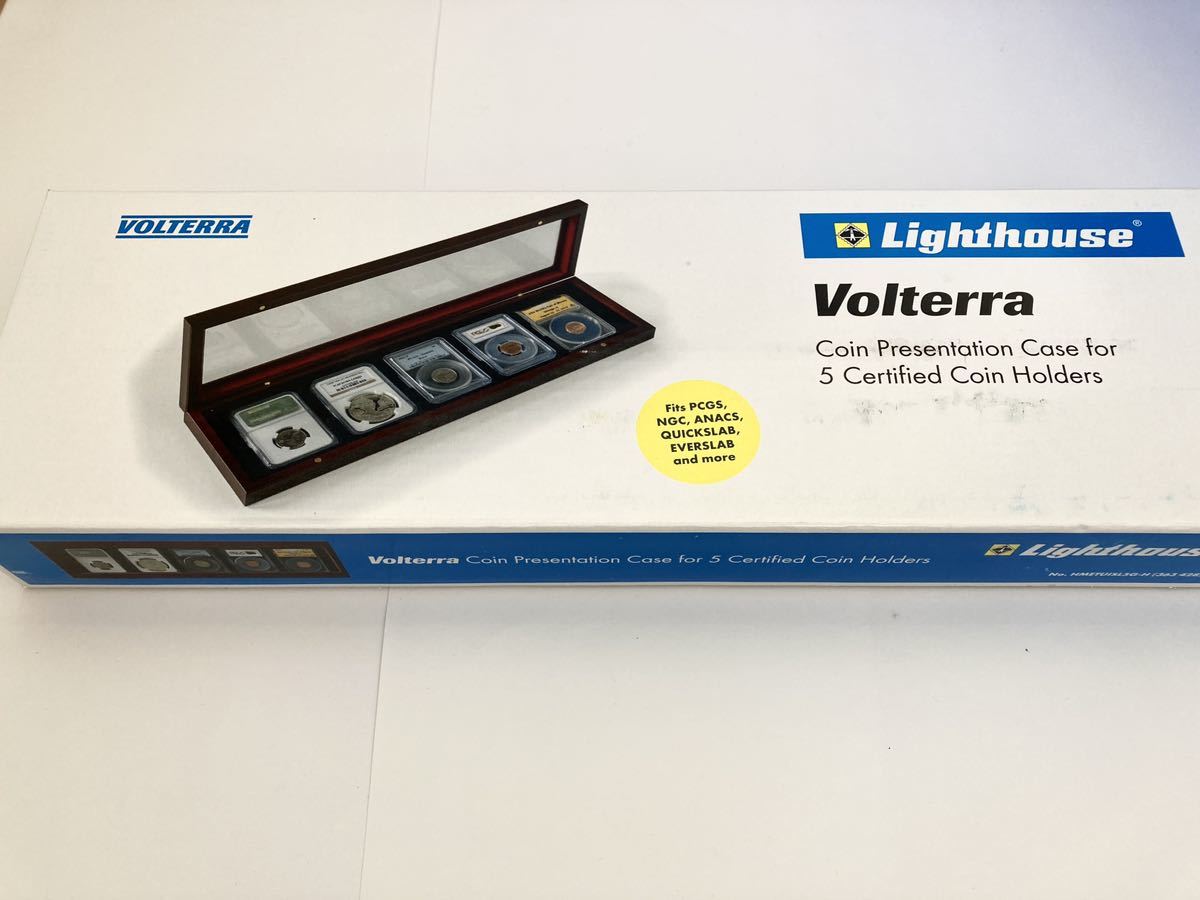 VOLTERRA
Lighthouse®
Volterra
Coin Presentation Case for
5 Certified Coin Holders
Fits PCGS,
NGC, ANACS,
QUICKSLAB,
EVERSLAB
and more
Volterra Coin Presentation Case for 5 Certified Coin Holders
Lighthous